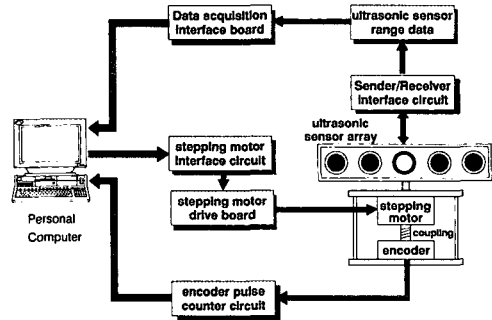 Data acquisition
Interface board
ultrasonic sensor
range data
Sender/Receiver
Interface circuit
ultrasonic
sensor array
stepping motor
Interface circuit
stepping motor
drive board
stepping
motor
coupling
encoder
Personal
Computer
encoder pulse
counter circuit